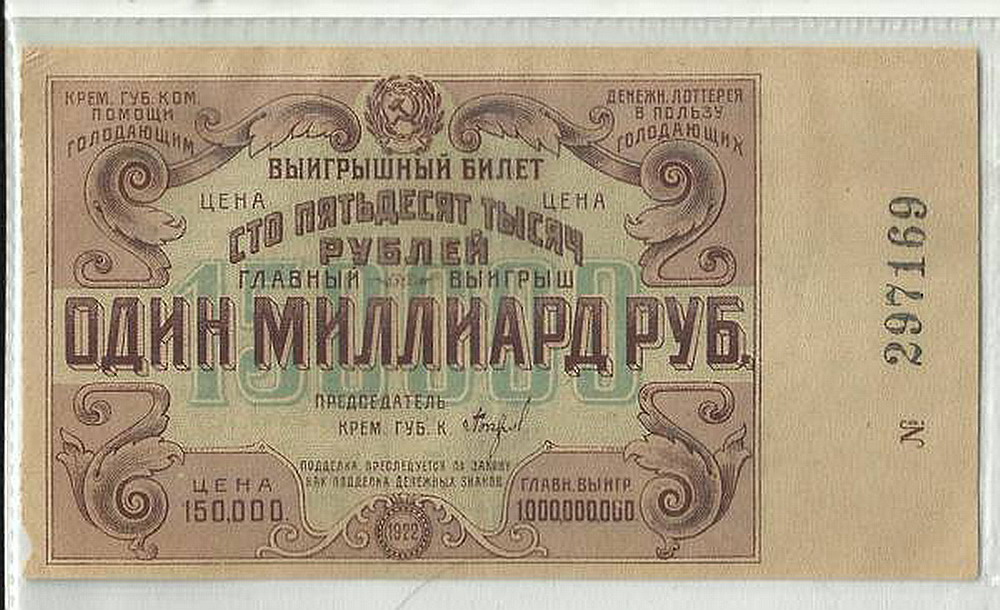 КРЕМ. ГУБ. КОМ.
ПОМОЩИ
ГОЛОДАЮЩИМ
ДЕНЕЖН. ЛОТТЕРЕЯ
В ПОЛЬЗУ
ГОЛОДАЮЩИХ
ВЫИГРЫШНЫЙ БИЛЕТ
ЦЕНА ЦЕНА
СТО ПЯТЬДЕСЯТ ТЫСЯЧ
РУБЛЕЙ
ГЛАВНЫЙ ВЫИГРЫШ
150000
ОДИН МИЛЛИАРД РУБ.
ПРЕДСЕДАТЕЛЬ
КРЕМ. ГУБ. К.
ПОДДЕЛКА ПРЕСЛЕДУЕТСЯ ПО ЗАКОНУ
КАК ПОДДЕЛКА ДЕНЕЖНЫХ ЗНАКОВ
ЦЕНА
150.000.
ГЛАВН. ВЫИГР.
1.000.000.000
1922
№ 297169